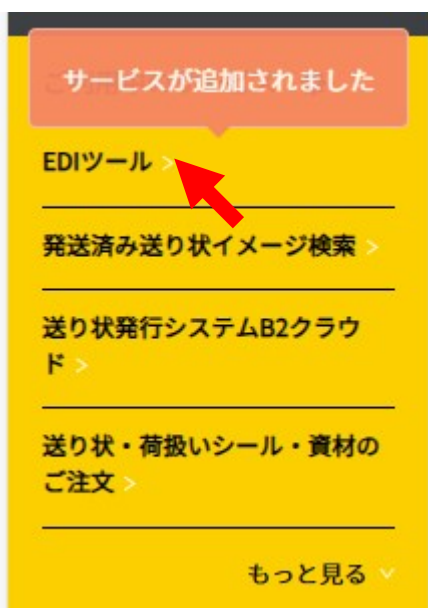 サービスが追加されました
EDIツール >
発送済み送り状イメージ検索 >
送り状発行システムB2クラウ
ド >
送り状・荷扱いシール・資材の
ご注文 >
もっと見る